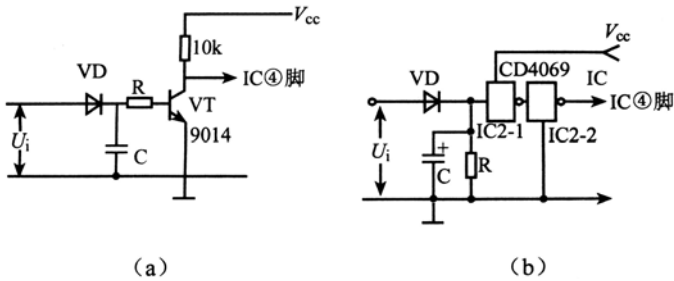 Vcc
10k
IC④脚
VD
R
VT
9014
Ui
C
(a)
Vcc
CD4069
IC
VD
IC④脚
IC2-1
IC2-2
Ui
+
C
R
(b)